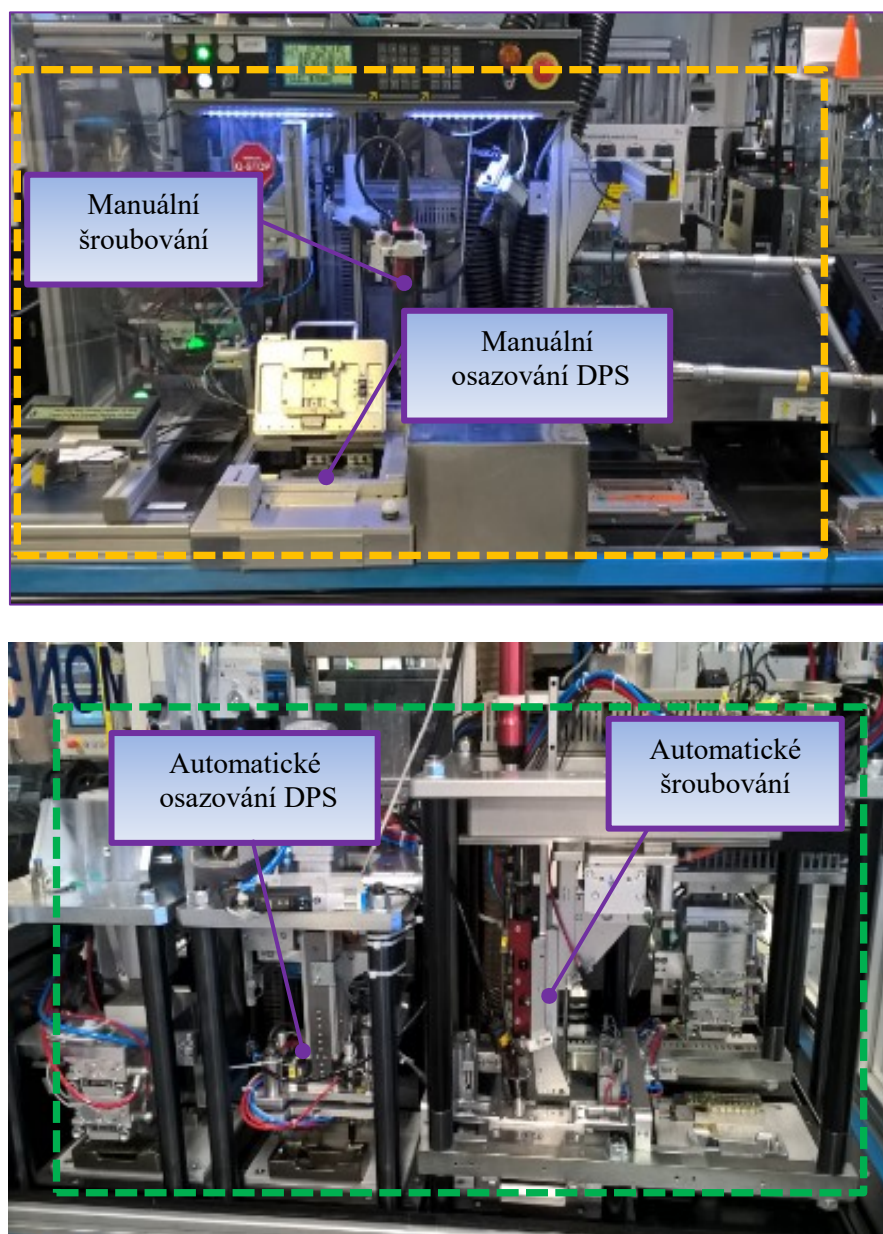 Manuální
šroubování
Manuální
osazování DPS
Automatické
osazování DPS
Automatické
šroubování